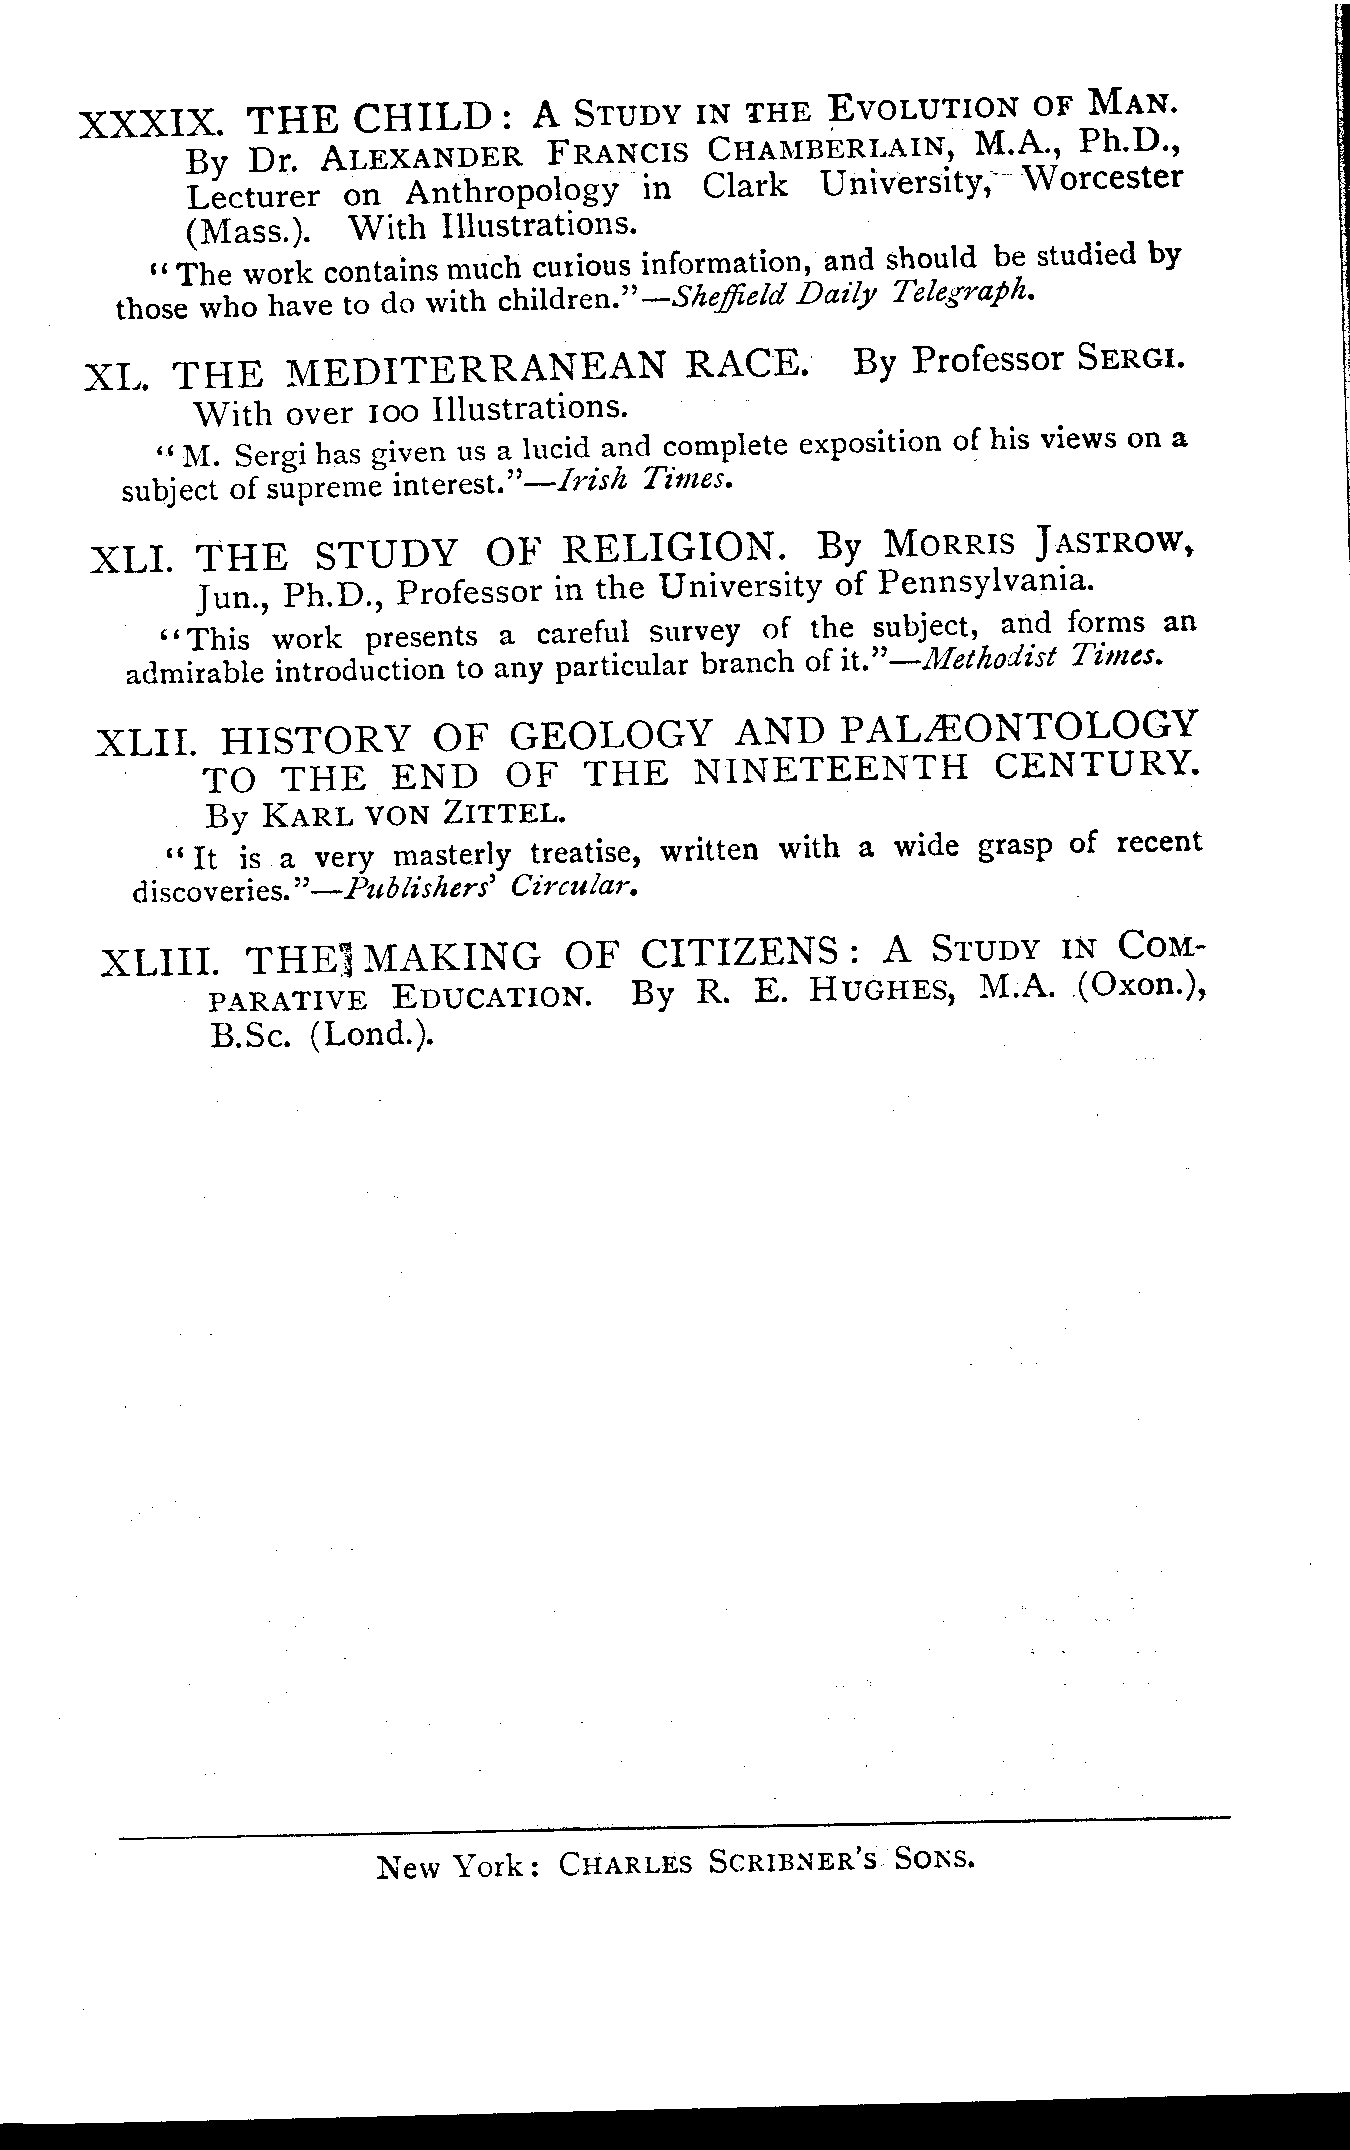 XXXIX. THE CHILD: A STUDY IN THE EVOLUTION OF MAN.
By Dr. ALEXANDER FRANCIS CHAMBERLAIN, M.A., Ph.D.,
Lecturer on Anthropology in Clark University, Worcester
(Mass.). With Illustrations.
"The work contains much curious information, and should be studied by
those who have to do with children."—Sheffield Daily Telegraph.
XL. THE MEDITERRANEAN RACE. By Professor SERGI.
With over 100 Illustrations.
"M. Sergi has given us a lucid and complete exposition of his views on a
subject of supreme interest."—Irish Times.
XLI. THE STUDY OF RELIGION. By MORRIS JASTROW,
Jun., Ph.D., Professor in the University of Pennsylvania.
"This work presents a careful survey of the subject, and forms an
admirable introduction to any particular branch of it."—Methodist Times.
XLII. HISTORY OF GEOLOGY AND PALÆONTOLOGY
TO THE END OF THE NINETEENTH CENTURY.
By KARL VON ZITTEL.
"It is a very masterly treatise, written with a wide grasp of recent
discoveries."—Publishers' Circular.
XLIII. THE MAKING OF CITIZENS: A STUDY IN COM-
PARATIVE EDUCATION. By R. E. HUGHES, M.A. (Oxon.),
B.Sc. (Lond.).
New York: CHARLES SCRIBNER'S SONS.